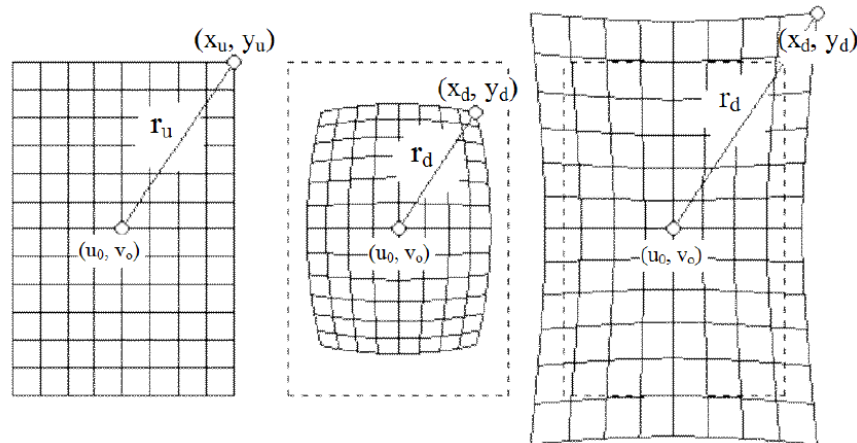 (xu, yu)
ru
(u0, vo)
(xd, yd)
rd
(u0, vo)
(xd, yd)
rd
(u0, vo)